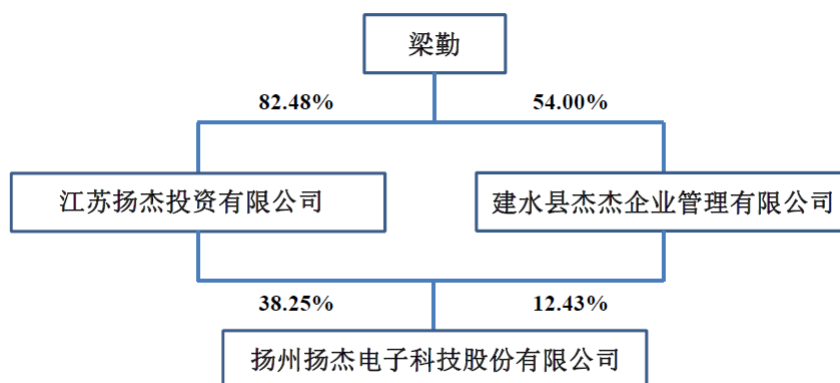 梁勤
82.48%
54.00%
江苏扬杰投资有限公司
建水县杰杰企业管理有限公司
38.25%
12.43%
扬州扬杰电子科技股份有限公司